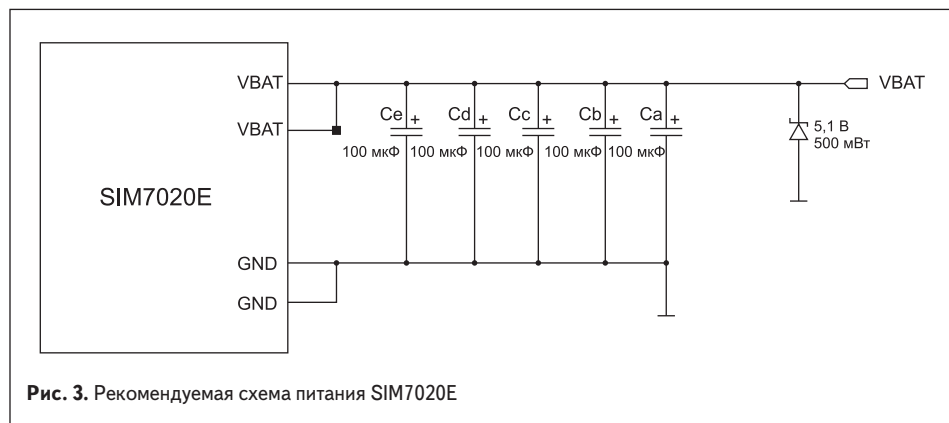 VBAT
VBAT
VBAT
Ce + Cd + Cc + Cb + Ca +
100 мкФ 100 мкФ 100 мкФ 100 мкФ 100 мкФ
5,1 В
500 мВт
SIM7020E
GND
GND
Рис. 3. Рекомендуемая схема питания SIM7020E